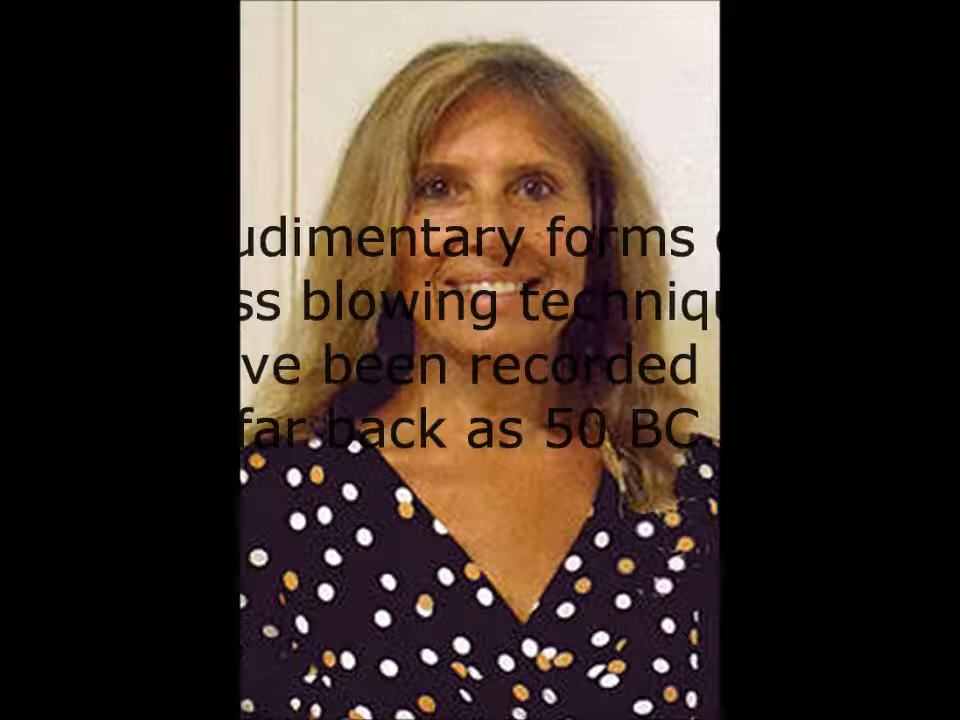 udimentary forms
ss blowing techniqu
ve been recorded
far back as 50 BC.